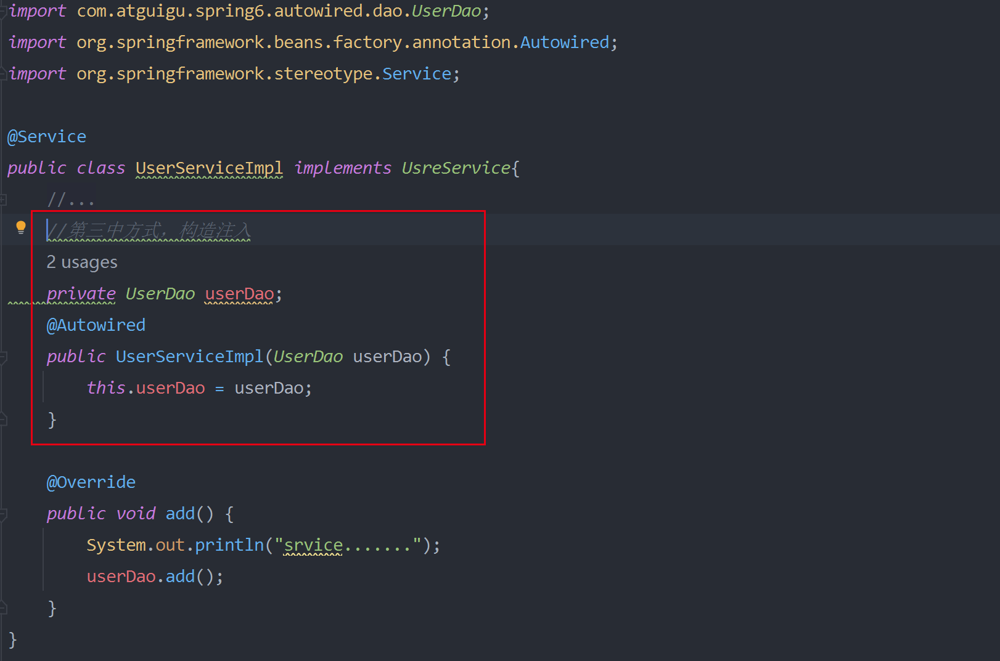 import com.atguigu.spring6.autowired.dao.UserDao;
import org.springframework.beans.factory.annotation.Autowired;
import org.springframework.stereotype.Service;
@Service
public class UserServiceImpl implements UsreService{
//...
//第三中方式，构造注入
2 usages
private UserDao userDao;
@Autowired
public UserServiceImpl(UserDao userDao) {
this.userDao = userDao;
}
@Override
public void add() {
System.out.println("srvice.......");
userDao.add();
}
}